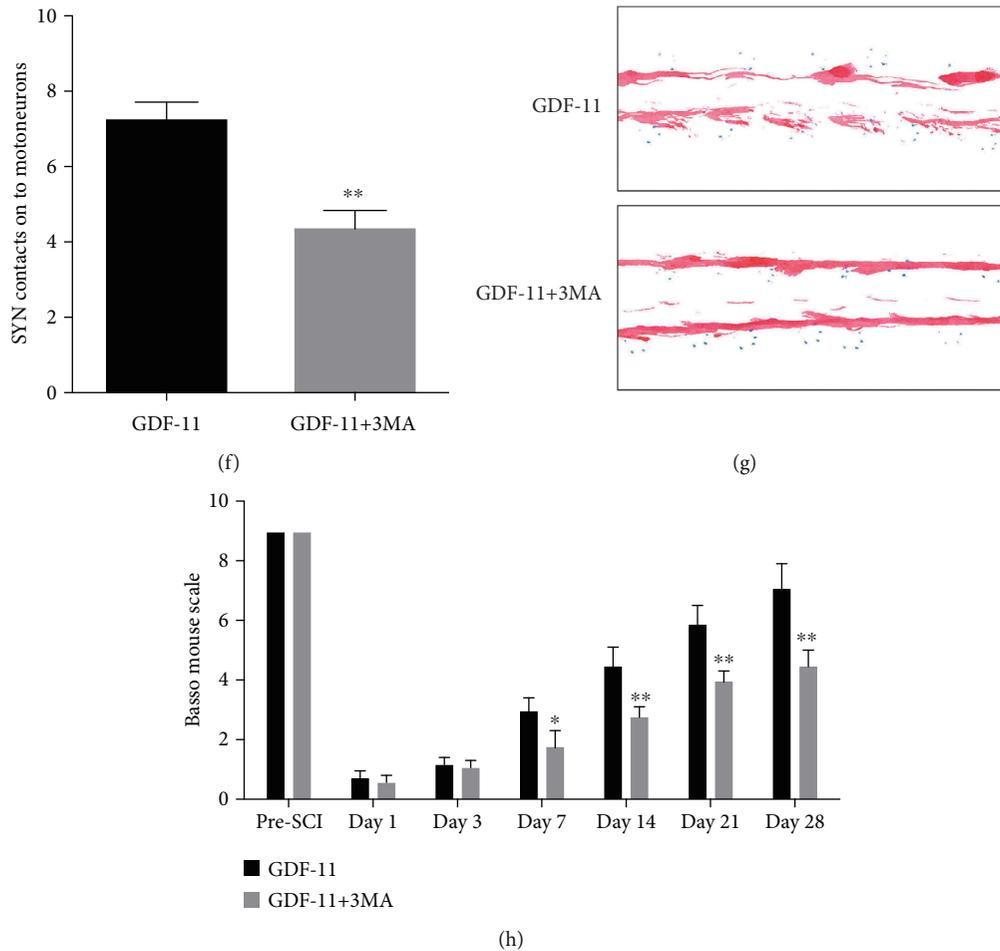 10
8
6
4
2
0
SYN contacts on to motoneurons
**
GDF-11
GDF-11+3MA
(f)
GDF-11
GDF-11+3MA
(g)
10
8
6
4
2
0
Basso mouse scale
*
**
**
**
Pre-SCI
Day 1
Day 3
Day 7
Day 14
Day 21
Day 28
GDF-11
GDF-11+3MA
(h)